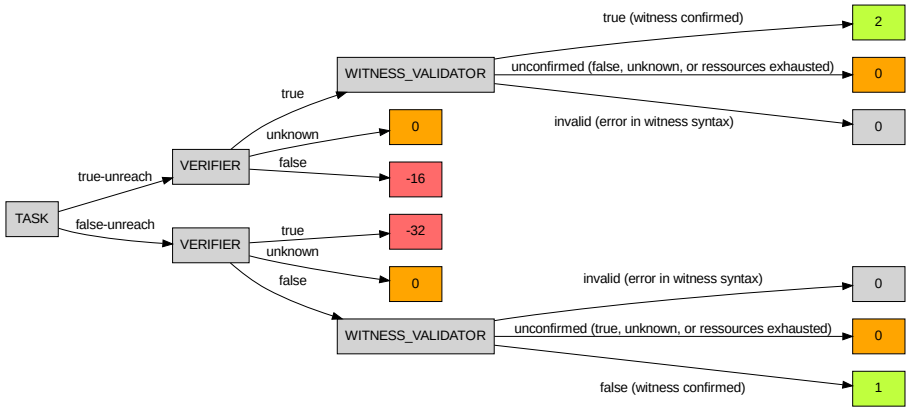 true (witness confirmed)
2
WITNESS_VALIDATOR
unconfirmed (false, unknown, or ressources exhausted)
0
true
invalid (error in witness syntax)
0
unknown
0
VERIFIER
false
-16
true-unreach
TASK
false-unreach
VERIFIER
true
-32
unknown
0
false
invalid (error in witness syntax)
0
WITNESS_VALIDATOR
unconfirmed (true, unknown, or ressources exhausted)
0
false (witness confirmed)
1